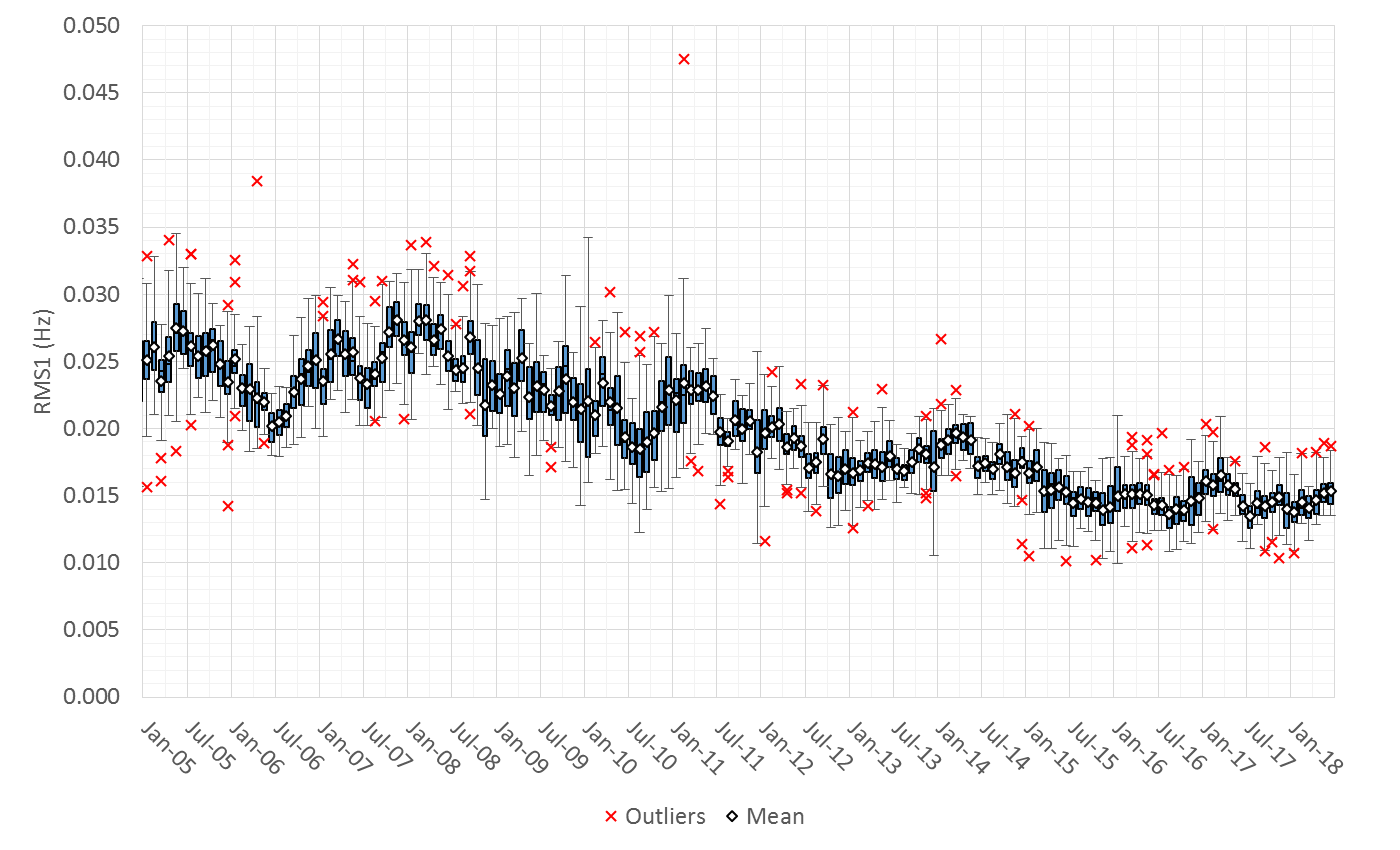 0.050
0.045
0.040
0.035
0.030
0.025
0.020
0.015
0.010
0.005
0.000
RMS1 (Hz)
Jan-05
Jul-05
Jan-06
Jul-06
Jan-07
Jul-07
Jan-08
Jul-08
Jan-09
Jul-09
Jan-10
Jul-10
Jan-11
Jul-11
Jan-12
Jul-12
Jan-13
Jul-13
Jan-14
Jul-14
Jan-15
Jul-15
Jan-16
Jul-16
Jan-17
Jul-17
Jan-18
Outliers Mean